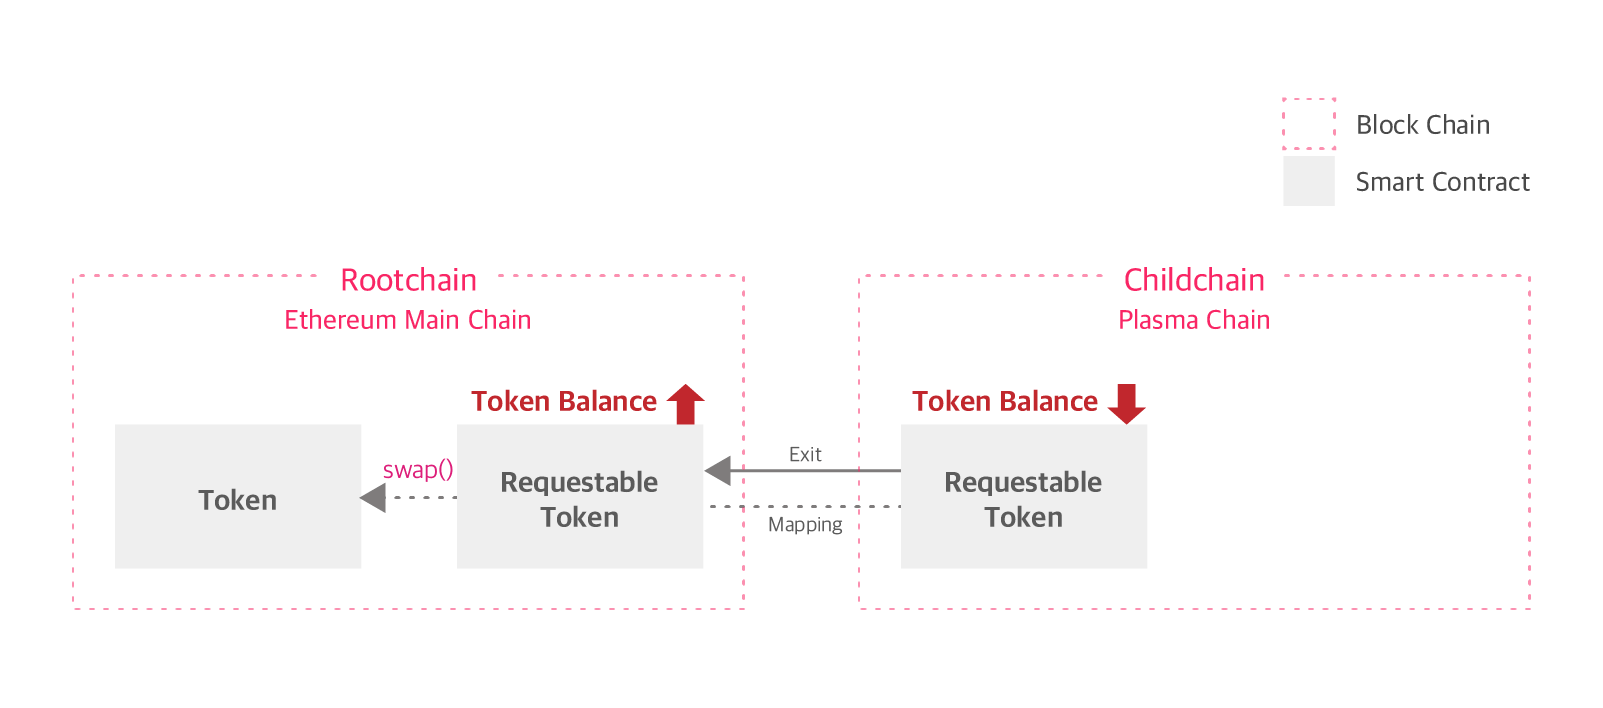 Block Chain
Smart Contract
Rootchain
Ethereum Main Chain
Childchain
Plasma Chain
Token Balance
Token Balance
Token
swap()
Requestable
Token
Exit
Mapping
Requestable
Token